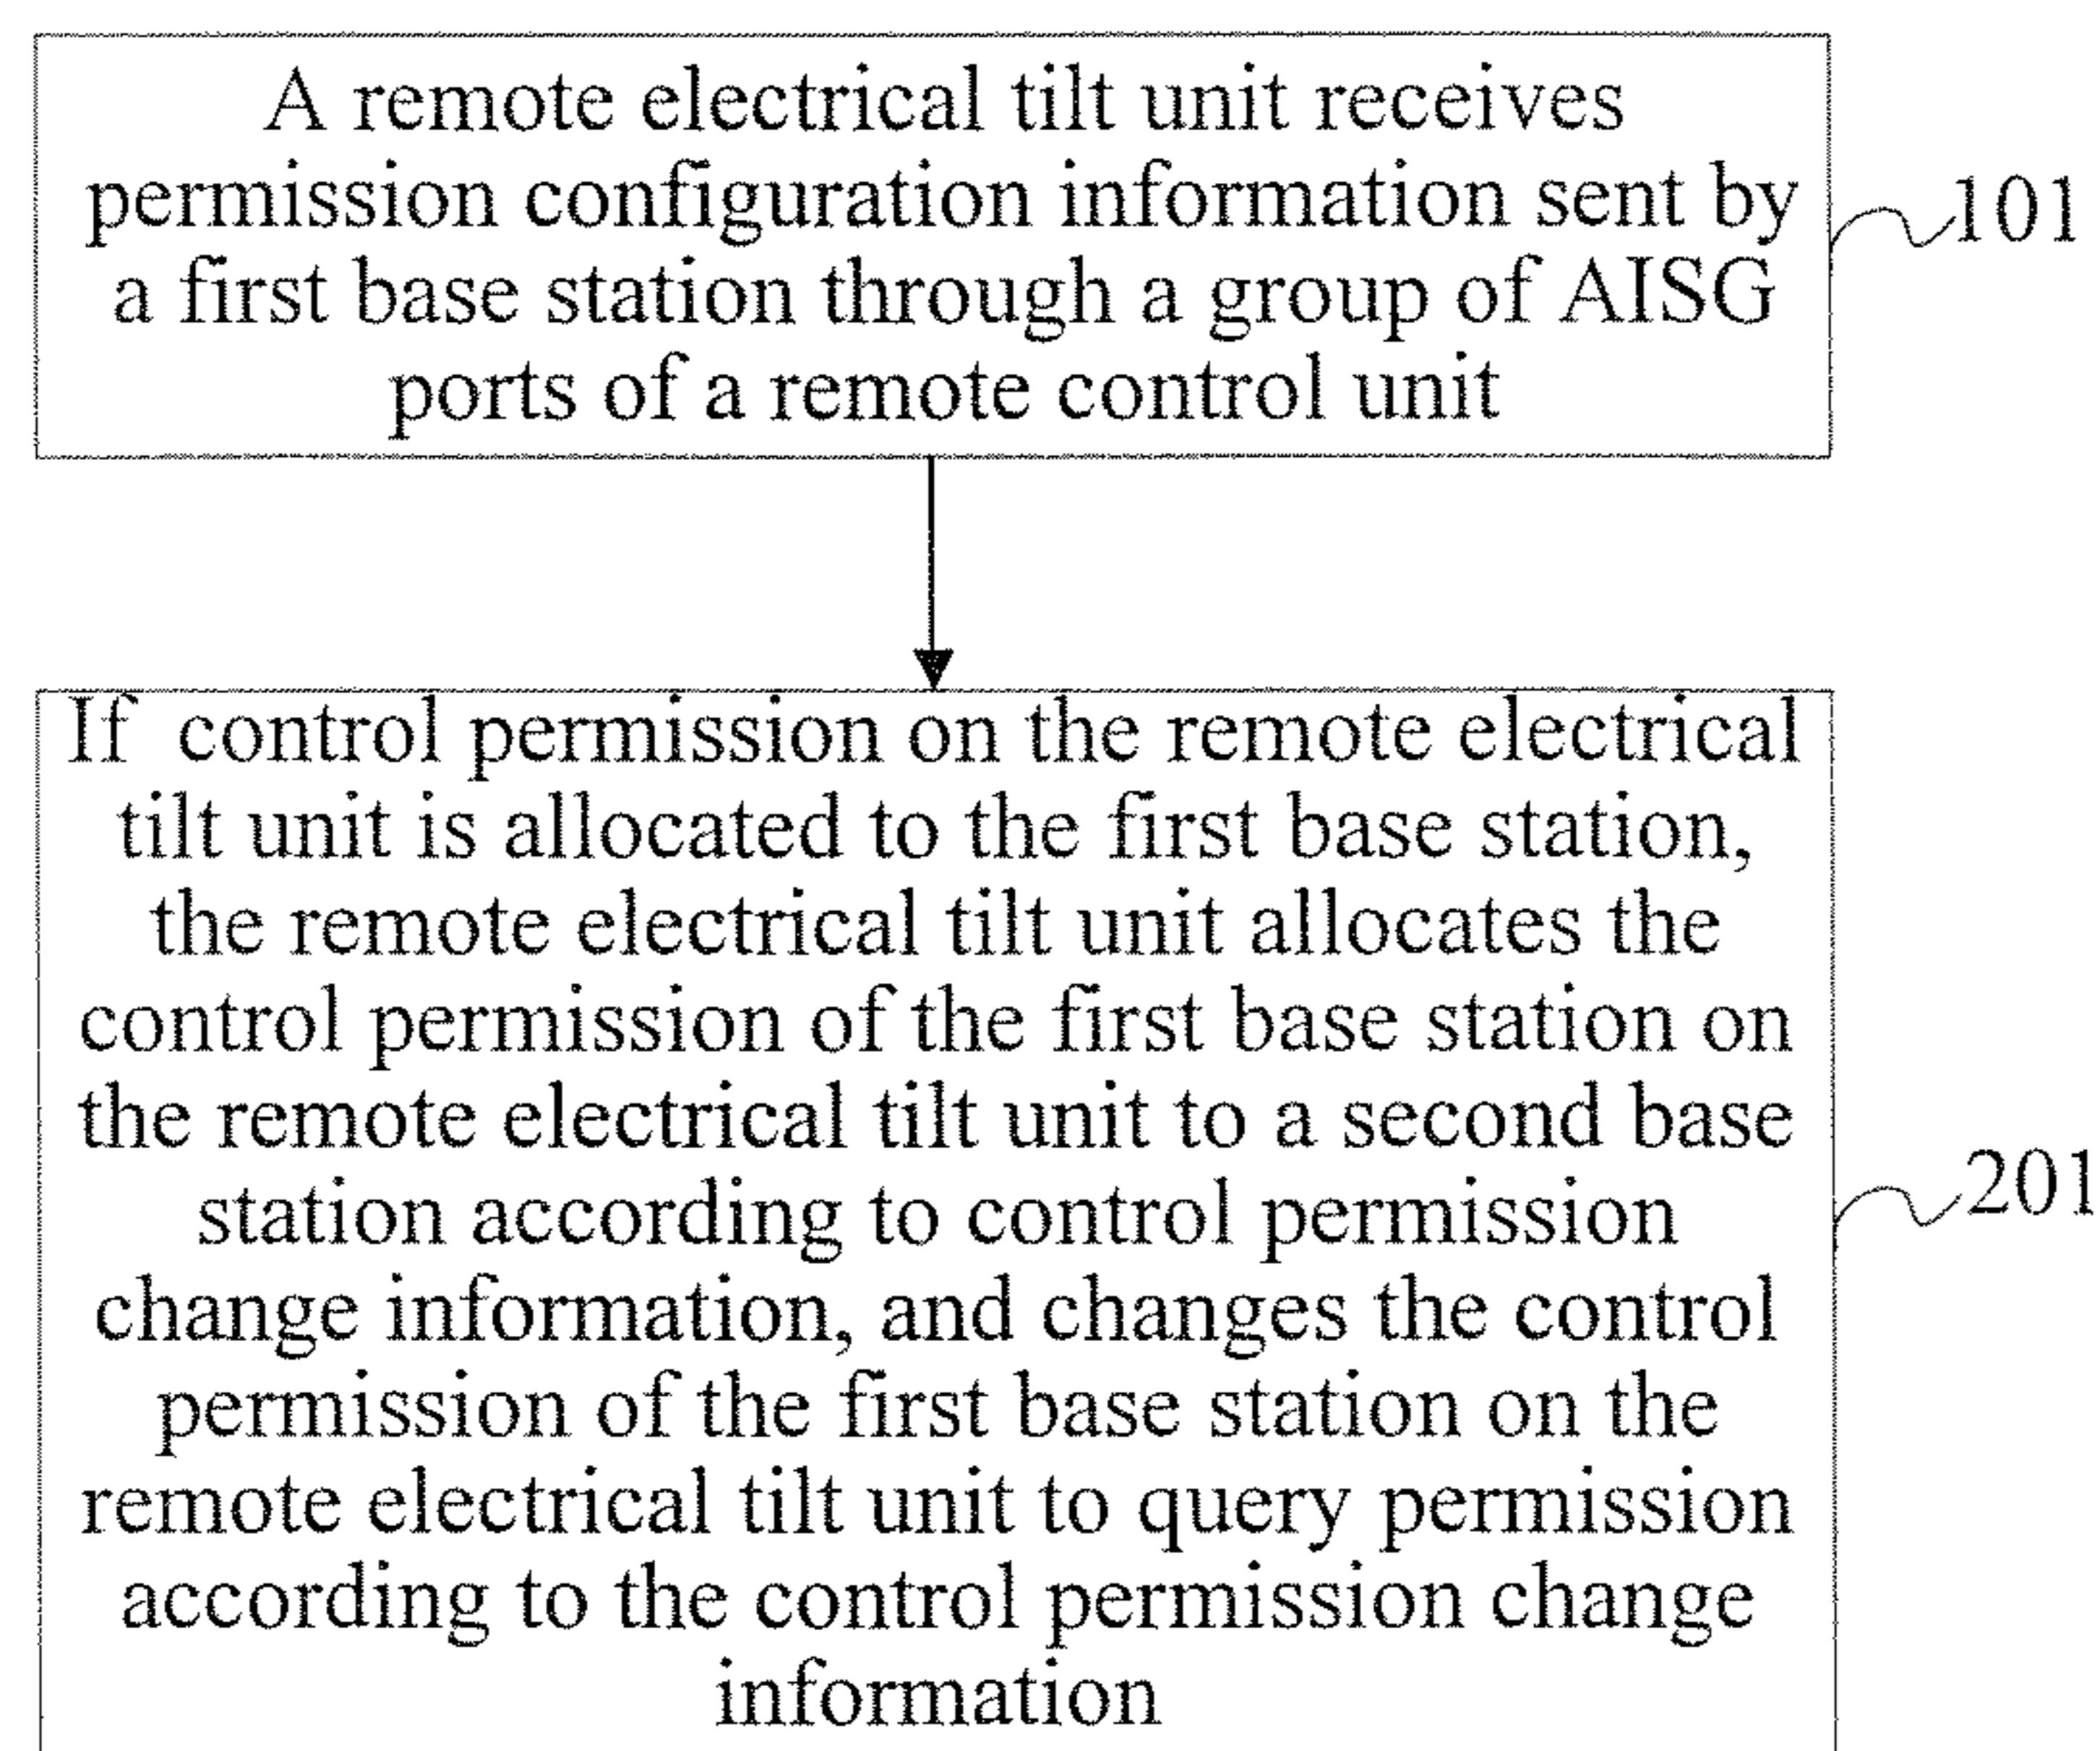 A remote electrical tilt unit receives
permission configuration information sent by
a first base station through a group of AISG
ports of a remote control unit
101
If control permission on the remote electrical
tilt unit is allocated to the first base station,
the remote electrical tilt unit allocates the
control permission of the first base station on
the remote electrical tilt unit to a second base
station according to control permission
change information, and changes the control
permission of the first base station on the
remote electrical tilt unit to query permission
according to the control permission change
information
201